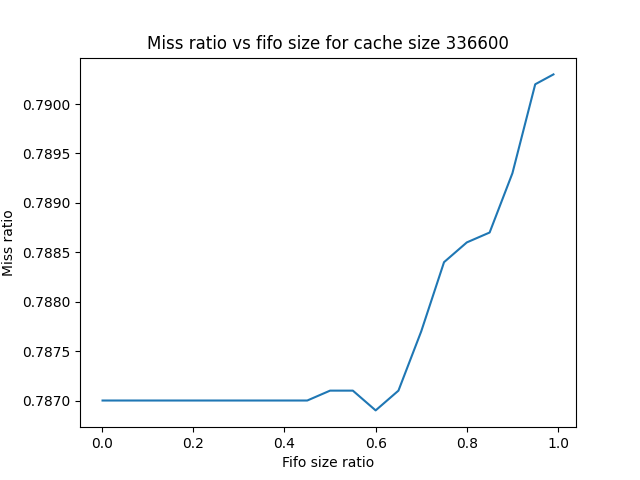 Miss ratio vs fifo size for cache size 336600
0.7900
0.7895
0.7890
0.7885
0.7880
0.7875
0.7870
Miss ratio
0.0 0.2 0.4 0.6 0.8 1.0
Fifo size ratio